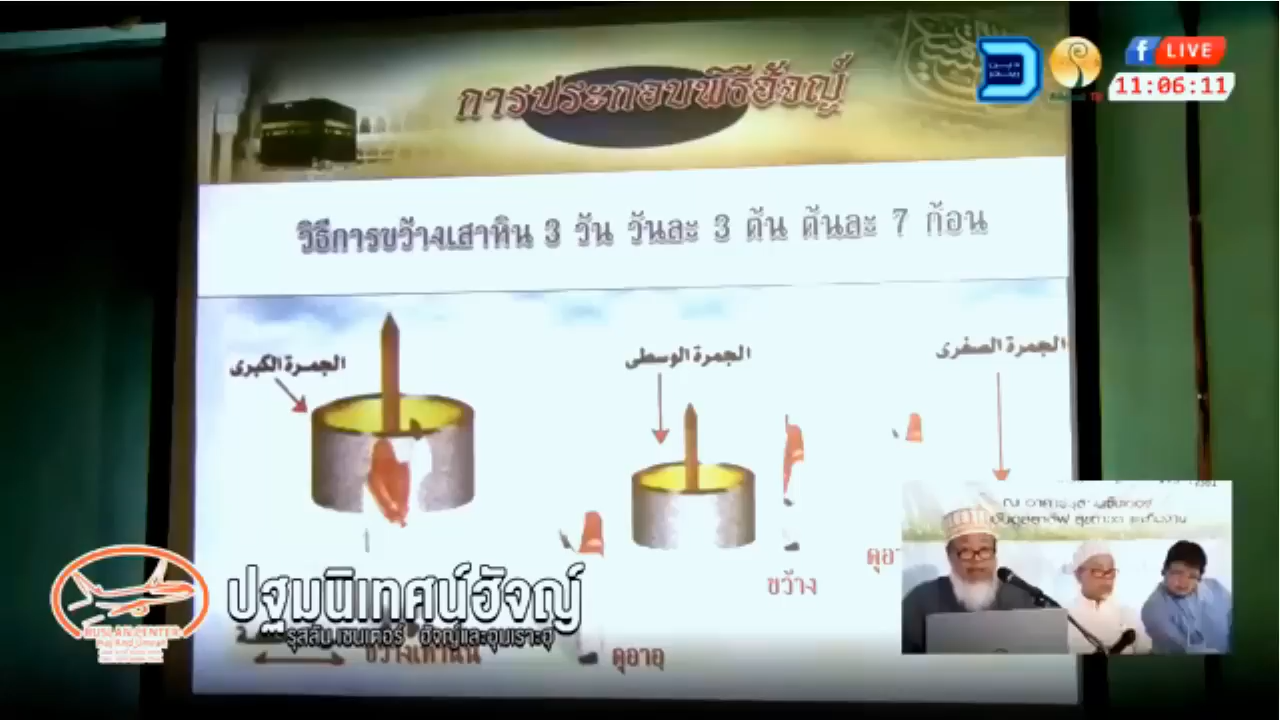 การประกอบพิธีฮัจญ์
LIVE
11:06:11
วิธีการขว้างเสาหิน 3 วัน วันละ 3 ต้น ต้นละ 7 ก้อน
الجمرة الكبرى
الجمرة الوسطى
الجمرة الصغرى
ขว้าง
ดุอา
ปฐมนิเทศน์ฮัจญ์
RUSLAN CENTER
Haj And Umrah
รุสลันเซนเตอร์ ฮัจญ์และอุมเราะฮฺ
ขว้างเท่านั้น
ดุอาอฺ